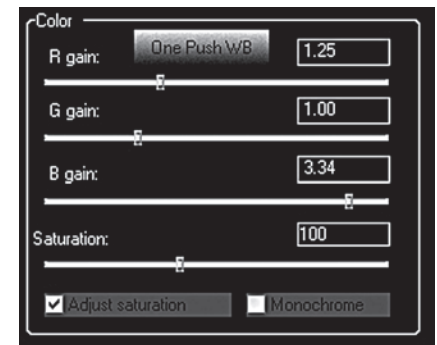 Color
One Push WB
R gain: 1.25
G gain: 1.00
B gain: 3.34
Saturation: 100
Adjust saturation Monochrome